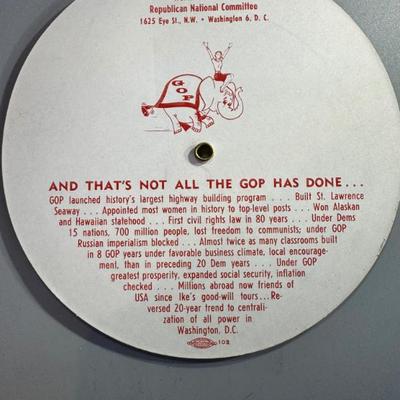 Republican National Committee
1625 Eye St., N.W. • Washington 6, D. C.
GOP
AND THAT'S NOT ALL THE GOP HAS DONE . . .
GOP launched history's largest highway building program . . . Built St. Lawrence
Seaway . . . Appointed most women in history to top-level posts . . . Won Alaskan
and Hawaiian statehood . . . First civil rights law in 80 years . . . Under Dems
15 nations, 700 million people, lost freedom to communists; under GOP
Russian imperialism blocked . . . Almost twice as many classrooms built
in 8 GOP years under favorable business climate, local encourage-
ment, than in preceding 20 Dem years . . . Under GOP
greatest prosperity, expanded social security, inflation
checked . . . Millions abroad now friends of
USA since Ike's good-will tours...Re-
versed 20-year trend to centrali-
zation of all power in
Washington, D.C.
102